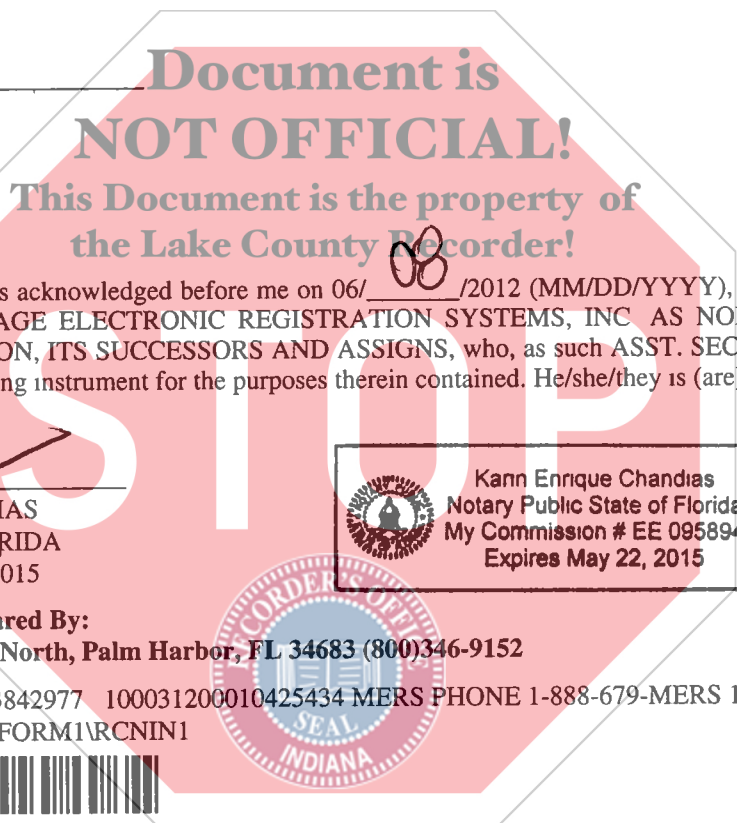 Document is
NOT OFFICIAL!
This Document is the property of
the Lake County Recorder!
s acknowledged before me on 06/ 08 /2012 (MM/DD/YYYY),
AGE ELECTRONIC REGISTRATION SYSTEMS, INC AS NO
ON, ITS SUCCESSORS AND ASSIGNS, who, as such ASST. SEC
ng instrument for the purposes therein contained. He/she/they is (are
STOP
IAS
RIDA
015
Karin Enrique Chandias
Notary Public State of Florida
My Commission # EE 095894
Expires May 22, 2015
ared By:
North, Palm Harbor, FL 34683 (800)346-9152
3842977 100031200010425434 MERS PHONE 1-888-679-MERS 1
FORM1\RCNIN1
RECORDER'S OFFICE
SEAL
INDIANA